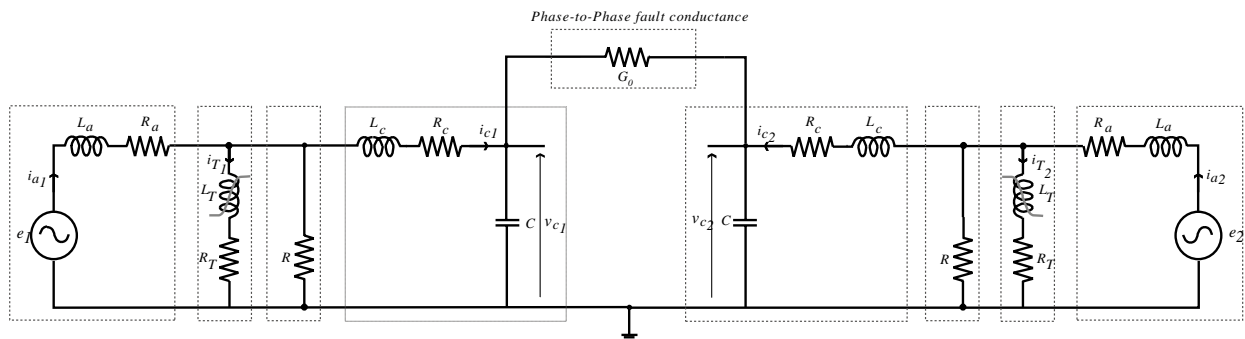 Phase-to-Phase fault conductance
G0
La Ra Lc Rc ic1 ic2 Rc Lc Ra La
ia1 iT1 iT2 ia2
LT LT
e1 RT R C vc1 vc2 C R RT e2